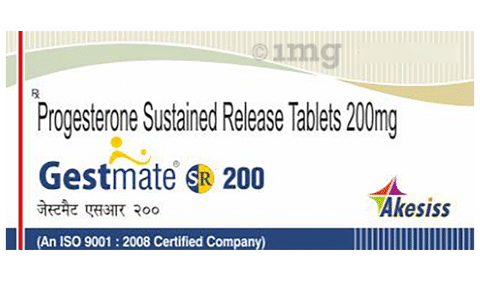 ©1mg
Rx
Progesterone Sustained Release Tablets 200mg
Gestmate® SR 200
जेस्टमैट एसआर २००
Akesiss
(An ISO 9001 : 2008 Certified Company)